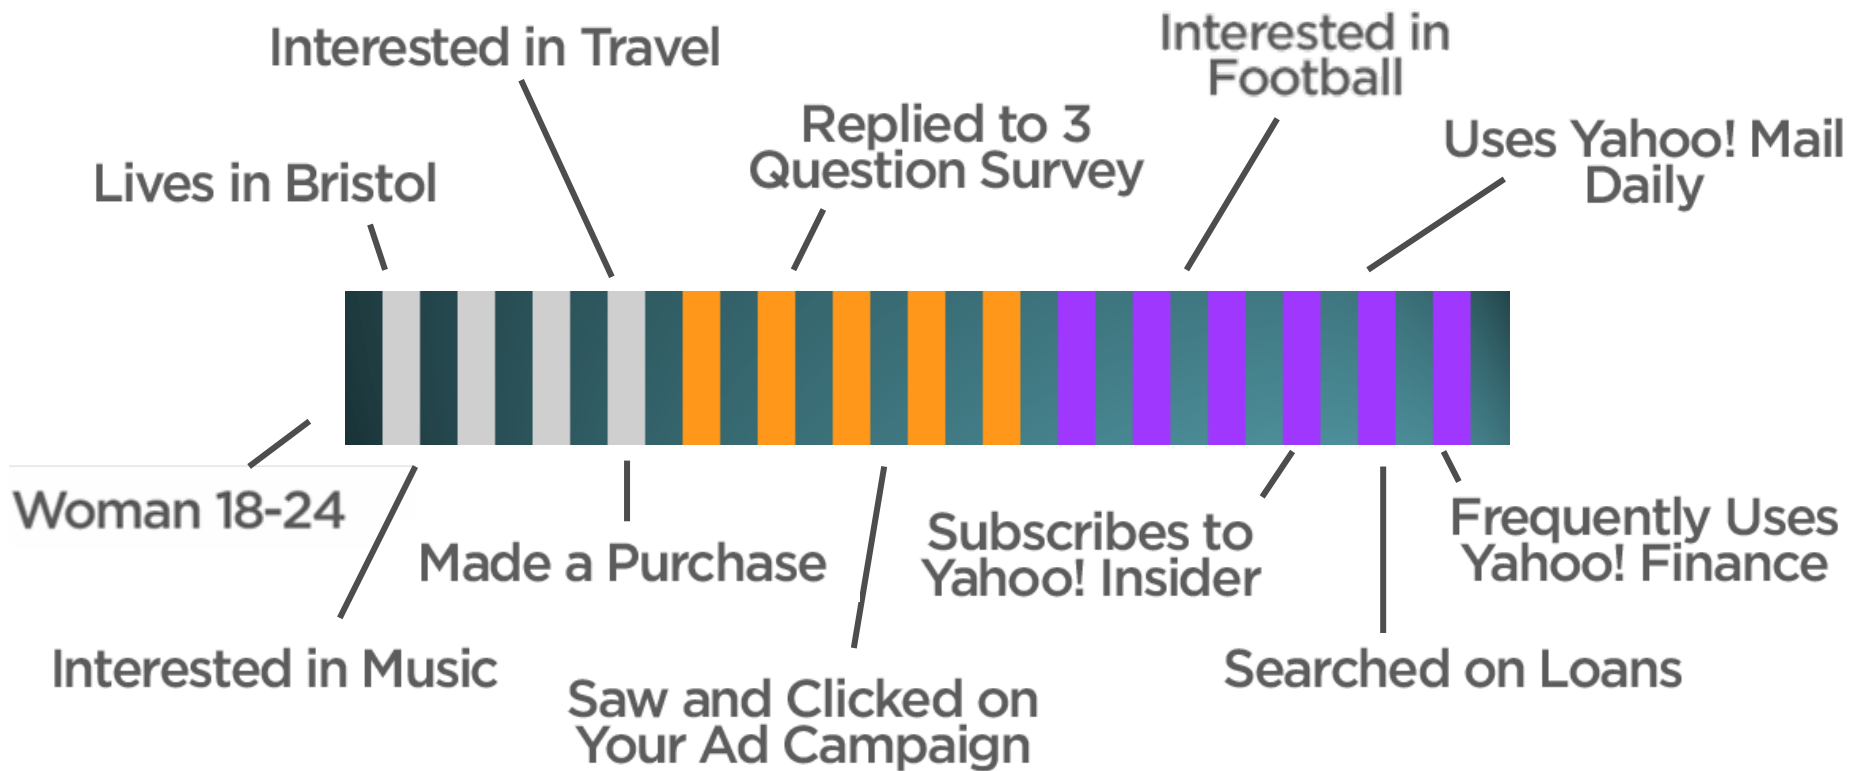 Interested in Travel
Interested in
Football
Replied to 3
Question Survey
Uses Yahoo! Mail
Daily
Lives in Bristol
Woman 18-24
Made a Purchase
Subscribes to
Yahoo! Insider
Frequently Uses
Yahoo! Finance
Interested in Music
Saw and Clicked on
Your Ad Campaign
Searched on Loans